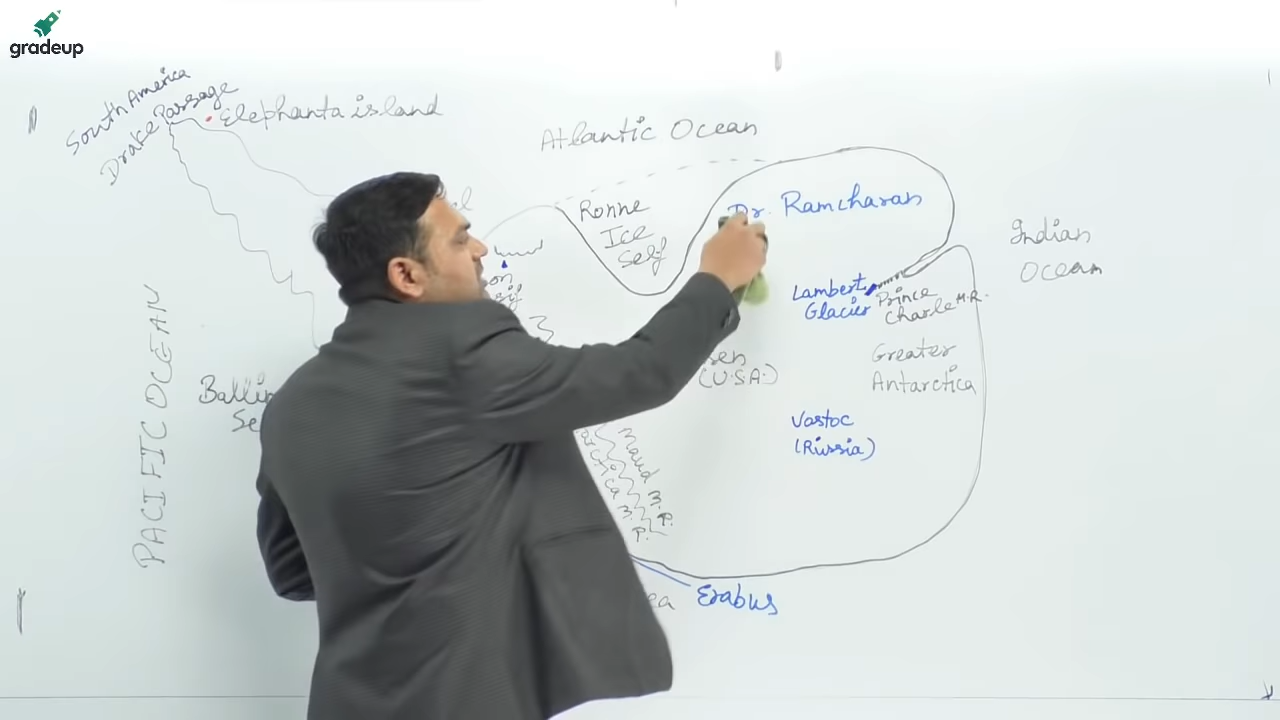 gradeup
South America
Drake Passage
Elephanta island
Atlantic Ocean
Ronne
Ice
Self
Dr. Ramcharan
Indian
Ocean
Lambert
Glacier
Prince
Charle M.R.
Greater
Antarctica
(U.S.A.)
Vastoc
(Russia)
PACIFIC OCEAN
Maud
Erabus